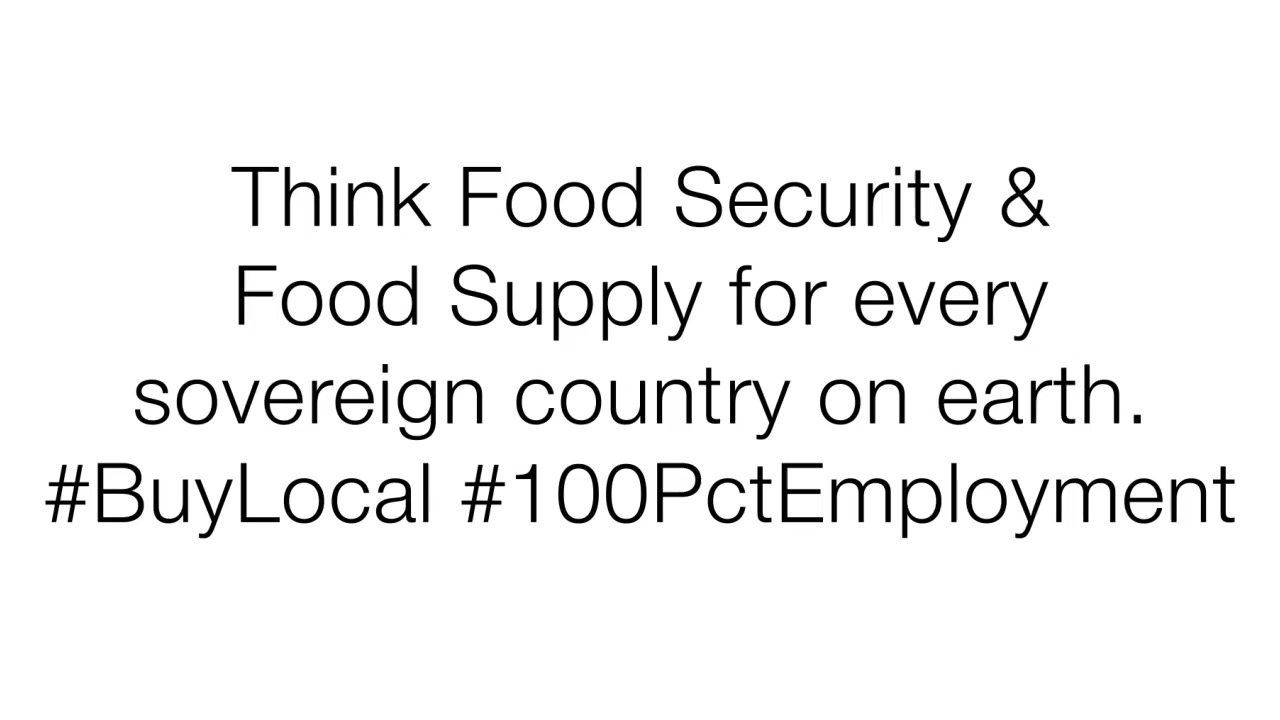 Think Food Security &
Food Supply for every
sovereign country on earth.
#BuyLocal #100PctEmployment